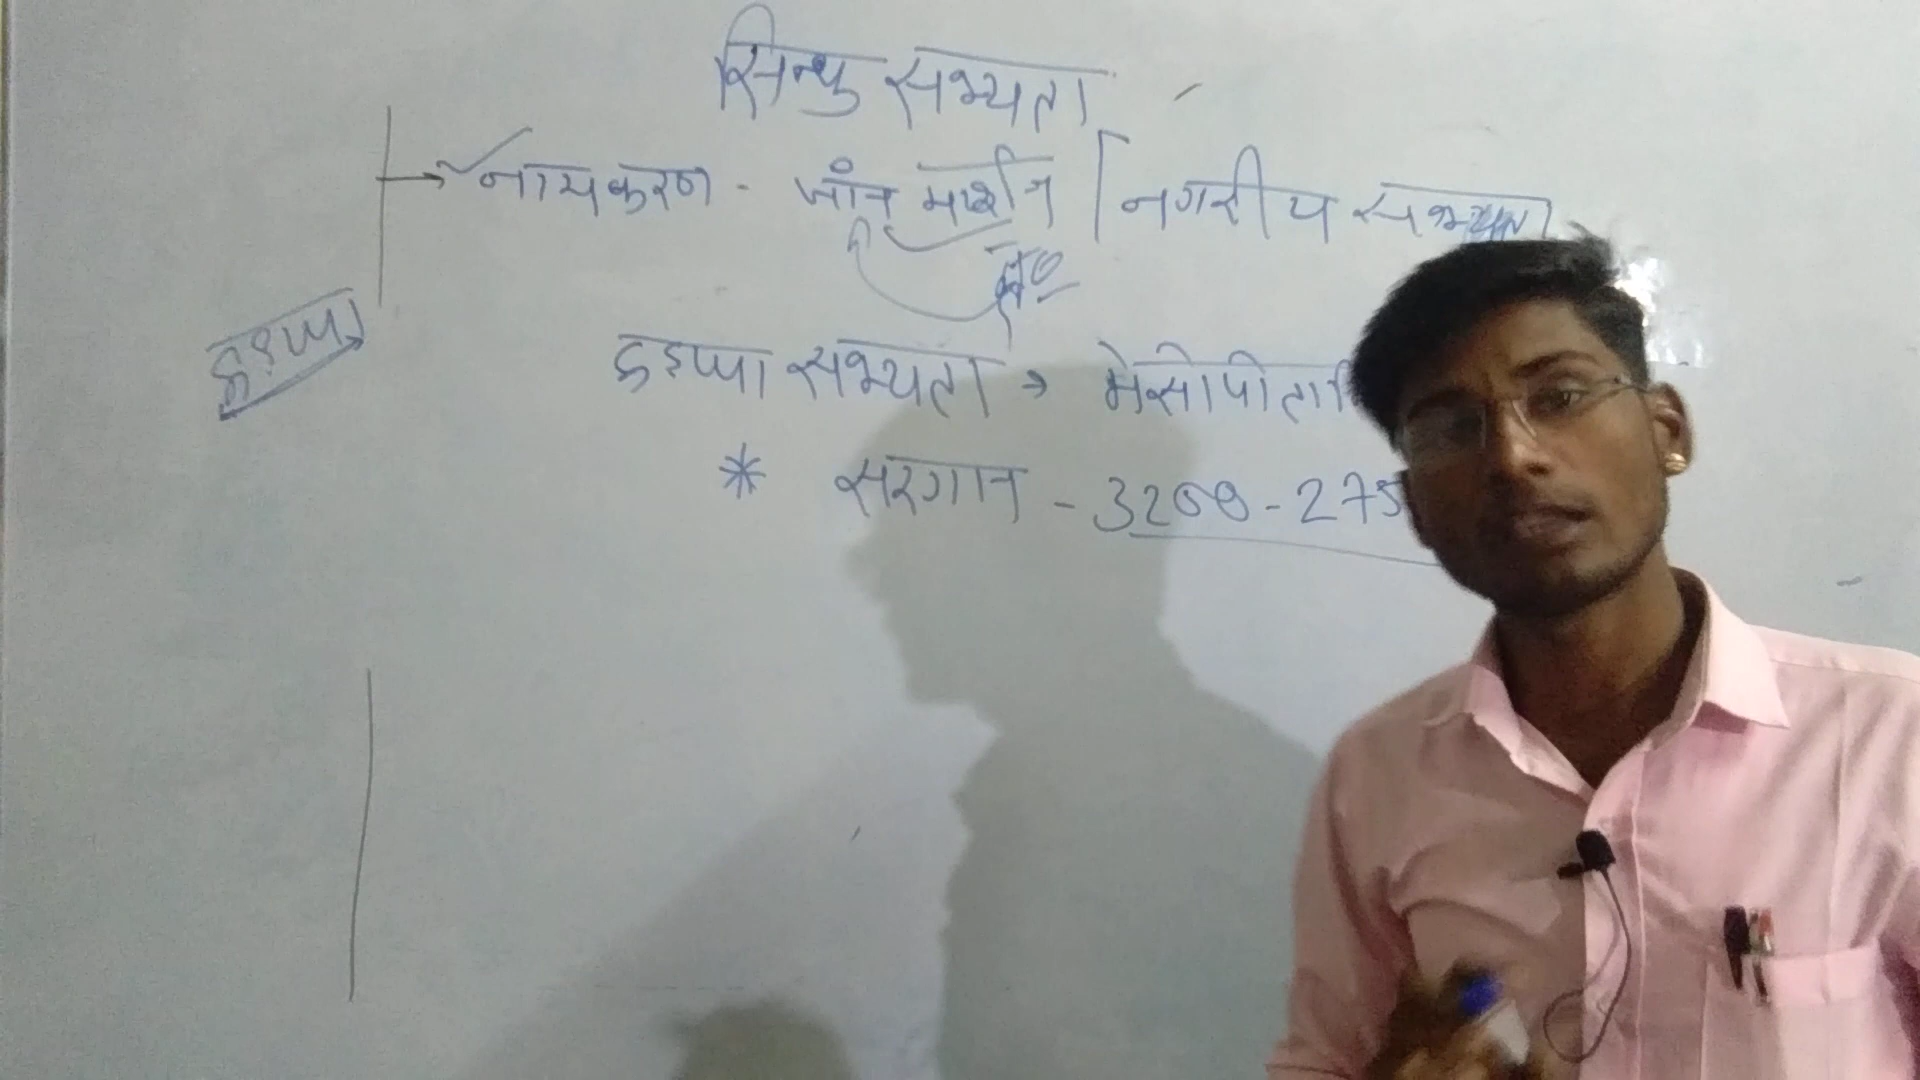 सिन्धु सभ्यता
नामकरण - जॉन मार्शल | नगरीय सभ्यता
हड़प्पा
हड़प्पा सभ्यता → मेसोपोता
* सरगान - 3200-275